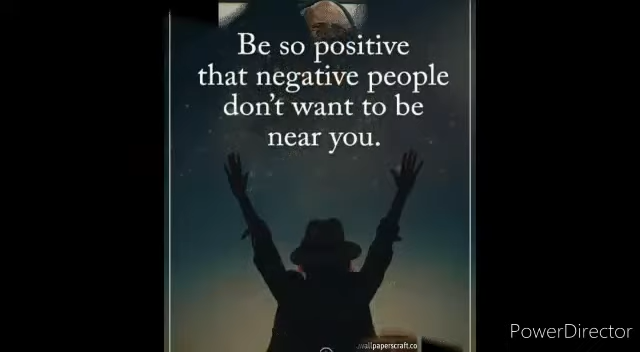 Be so positive
that negative people
don't want to be
near you.
wallpaperscraft.co
PowerDirector